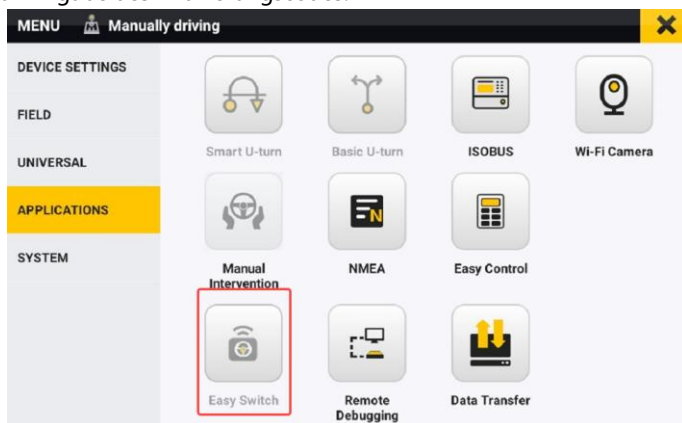 MENU Manually driving
DEVICE SETTINGS
FIELD
UNIVERSAL
APPLICATIONS
SYSTEM
Smart U-turn Basic U-turn ISOBUS Wi-Fi Camera
Manual
Intervention
NMEA
Easy Control
Easy Switch
Remote
Debugging
Data Transfer